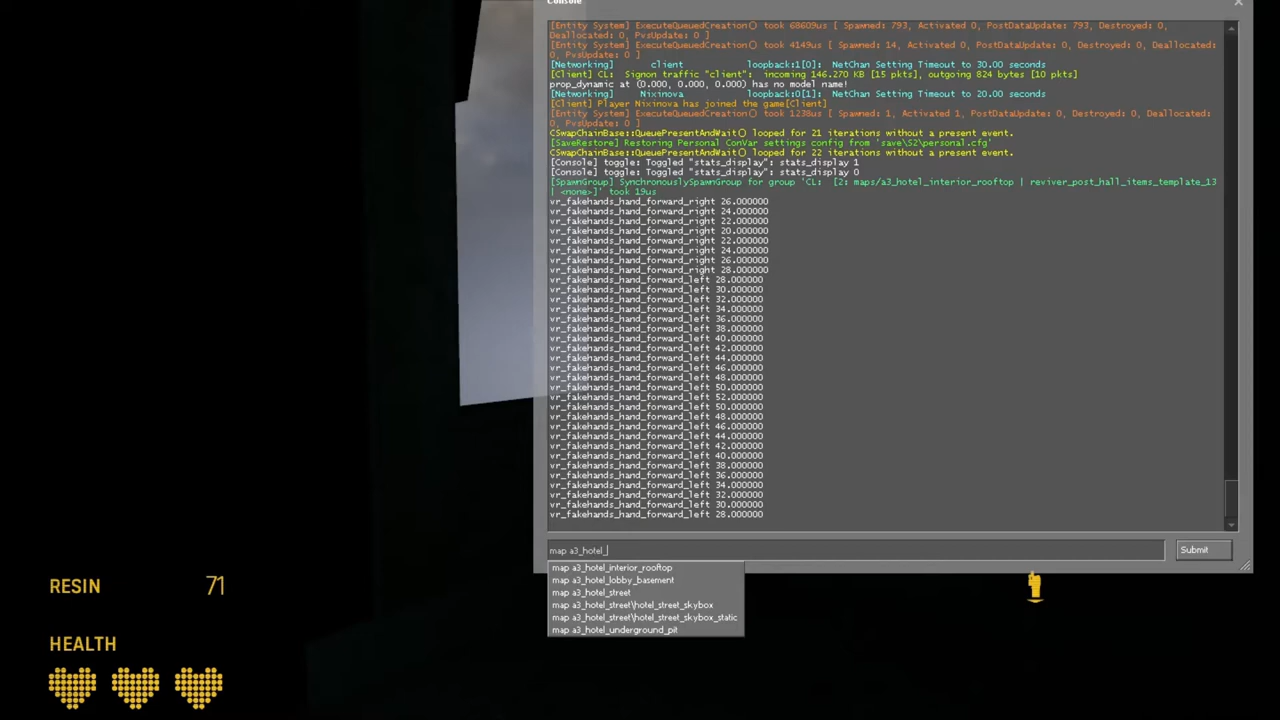 Console
[Entity System] ExecuteQueuedCreation() took 68609us [ Spawned: 793, Activated 0, PostDataUpdate: 793, Destroyed: 0,
Deallocated: 0, PvsUpdate: 0 ]
[Entity System] ExecuteQueuedCreation() took 4149us [ Spawned: 14, Activated 0, PostDataUpdate: 0, Destroyed: 0, Deallocated:
0, PvsUpdate: 0 ]
[Networking] client loopback:1[0]: NetChan Setting Timeout to 30.00 seconds
[Client] CL: Signon traffic "client": incoming 146.270 KB [15 pkts], outgoing 824 bytes [10 pkts]
prop_dynamic at (0.000, 0.000, 0.000) has no model name!
[Networking] Nixinova loopback:0[1]: NetChan Setting Timeout to 20.00 seconds
[Client] Player Nixinova has joined the game[Client]
[Entity System] ExecuteQueuedCreation() took 1238us [ Spawned: 1, Activated 1, PostDataUpdate: 0, Destroyed: 0, Deallocated:
0, PvsUpdate: 0 ]
CSwapChainBase::QueuePresentAndWait() looped for 21 iterations without a present event.
[SaveRestore] Restoring Personal ConVar settings config from 'save\S2\personal.cfg'
CSwapChainBase::QueuePresentAndWait() looped for 22 iterations without a present event.
[Console] toggle: Toggled "stats_display": stats_display 1
[Console] toggle: Toggled "stats_display": stats_display 0
[SpawnGroup] SynchronouslySpawnGroup for group 'CL: [2: maps/a3_hotel_interior_rooftop | reviver_post_hall_items_template_13
| <none>]' took 19us
vr_fakehands_hand_forward_right 26.000000
vr_fakehands_hand_forward_right 24.000000
vr_fakehands_hand_forward_right 22.000000
vr_fakehands_hand_forward_right 20.000000
vr_fakehands_hand_forward_right 22.000000
vr_fakehands_hand_forward_right 24.000000
vr_fakehands_hand_forward_right 26.000000
vr_fakehands_hand_forward_right 28.000000
vr_fakehands_hand_forward_left 28.000000
vr_fakehands_hand_forward_left 30.000000
vr_fakehands_hand_forward_left 32.000000
vr_fakehands_hand_forward_left 34.000000
vr_fakehands_hand_forward_left 36.000000
vr_fakehands_hand_forward_left 38.000000
vr_fakehands_hand_forward_left 40.000000
vr_fakehands_hand_forward_left 42.000000
vr_fakehands_hand_forward_left 44.000000
vr_fakehands_hand_forward_left 46.000000
vr_fakehands_hand_forward_left 48.000000
vr_fakehands_hand_forward_left 50.000000
vr_fakehands_hand_forward_left 52.000000
vr_fakehands_hand_forward_left 50.000000
vr_fakehands_hand_forward_left 48.000000
vr_fakehands_hand_forward_left 46.000000
vr_fakehands_hand_forward_left 44.000000
vr_fakehands_hand_forward_left 42.000000
vr_fakehands_hand_forward_left 40.000000
vr_fakehands_hand_forward_left 38.000000
vr_fakehands_hand_forward_left 36.000000
vr_fakehands_hand_forward_left 34.000000
vr_fakehands_hand_forward_left 32.000000
vr_fakehands_hand_forward_left 30.000000
vr_fakehands_hand_forward_left 28.000000
map a3_hotel_
Submit
map a3_hotel_interior_rooftop
map a3_hotel_lobby_basement
map a3_hotel_street
map a3_hotel_street\hotel_street_skybox
map a3_hotel_street\hotel_street_skybox_static
map a3_hotel_underground_pit
RESIN 71
HEALTH